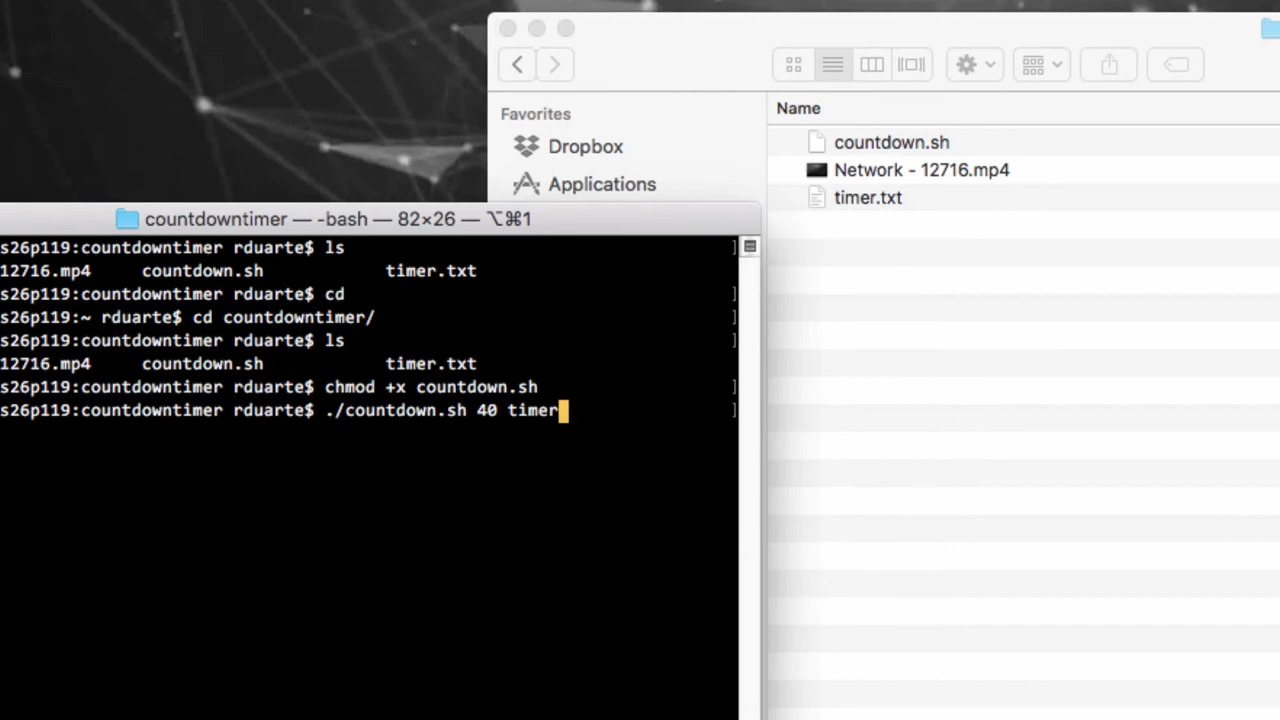 Favorites
Dropbox
Applications
Name
countdown.sh
Network - 12716.mp4
timer.txt
countdowntimer — -bash — 82×26 — ⌥⌘1
s26p119:countdowntimer rduarte$ ls
12716.mp4 countdown.sh timer.txt
s26p119:countdowntimer rduarte$ cd
s26p119:~ rduarte$ cd countdowntimer/
s26p119:countdowntimer rduarte$ ls
12716.mp4 countdown.sh timer.txt
s26p119:countdowntimer rduarte$ chmod +x countdown.sh
s26p119:countdowntimer rduarte$ ./countdown.sh 40 timer